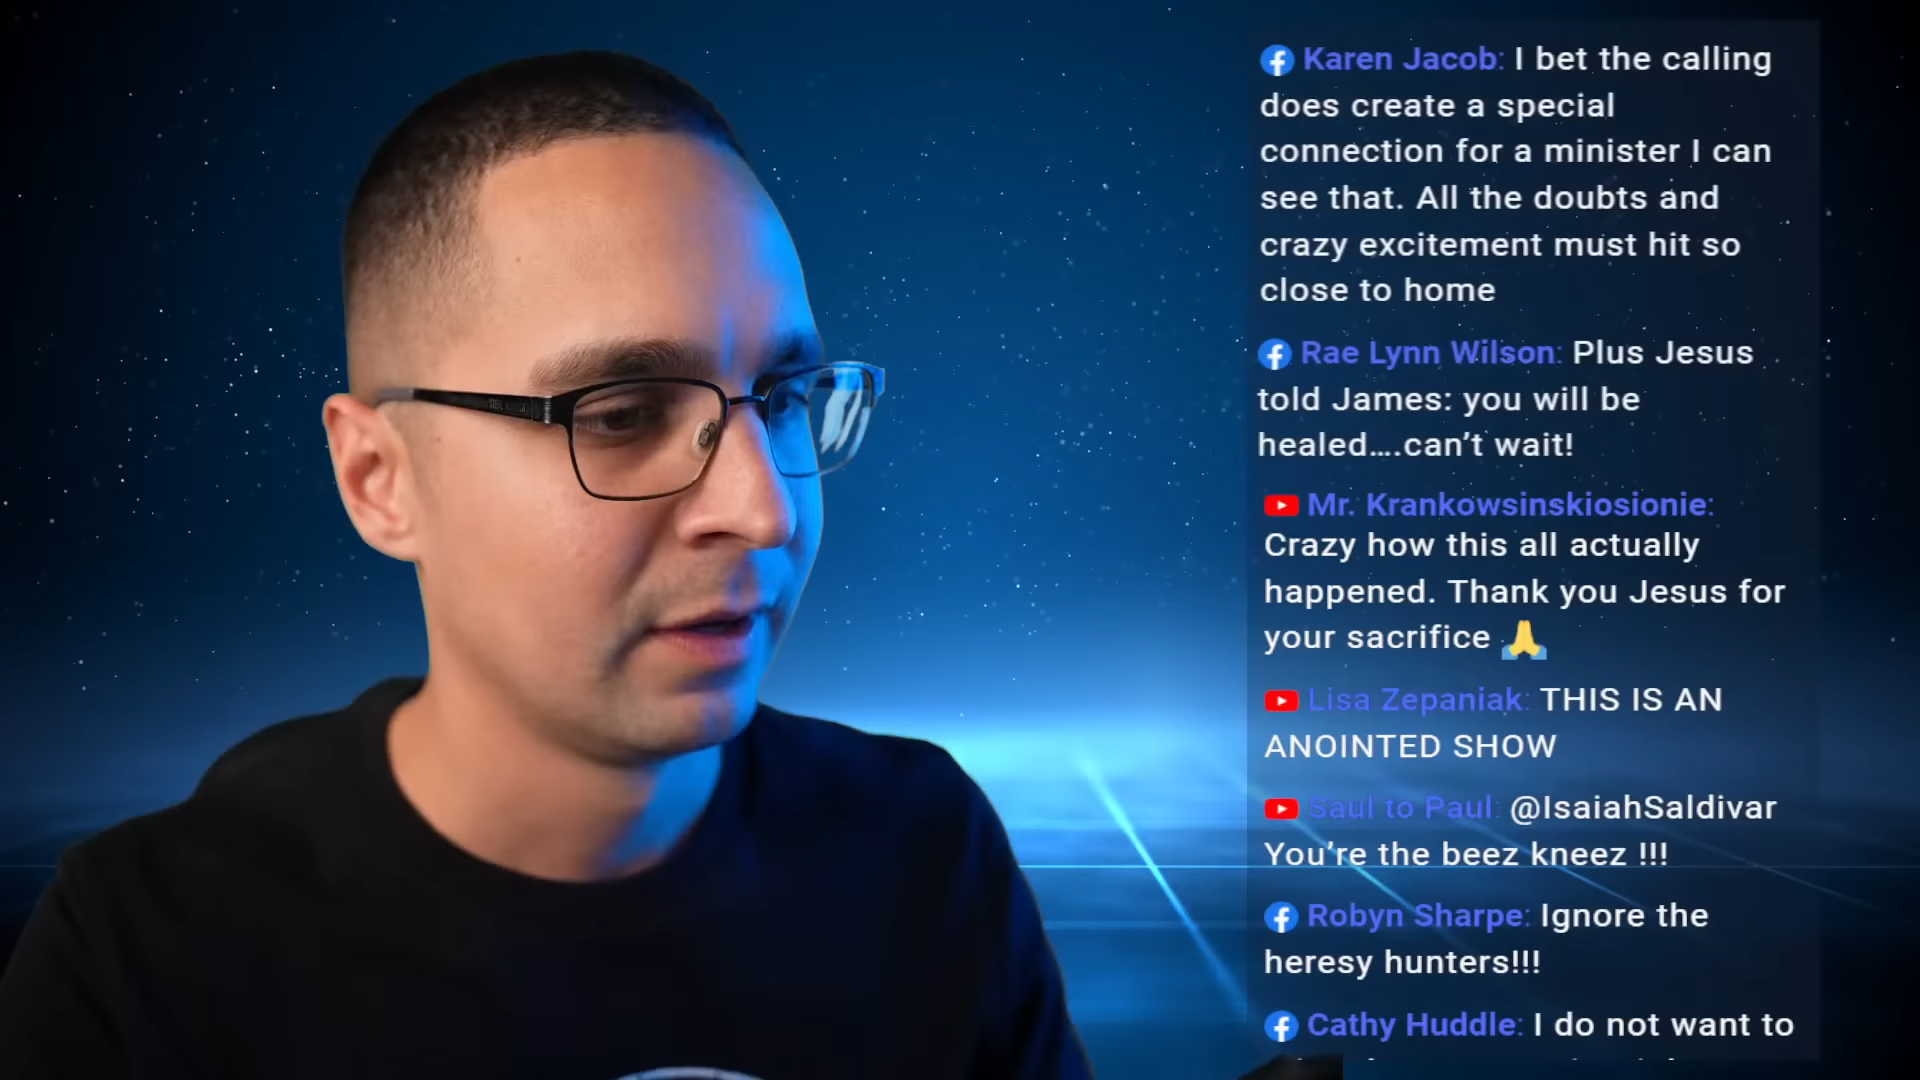 Karen Jacob: I bet the calling
does create a special
connection for a minister I can
see that. All the doubts and
crazy excitement must hit so
close to home
Rae Lynn Wilson: Plus Jesus
told James: you will be
healed....can't wait!
Mr. Krankowsinskiosionie:
Crazy how this all actually
happened. Thank you Jesus for
your sacrifice 🙏
Lisa Zepaniak: THIS IS AN
ANOINTED SHOW
Saul to Paul: @IsaiahSaldivar
You're the beez kneez !!!
Robyn Sharpe: Ignore the
heresy hunters!!!
Cathy Huddle: I do not want to